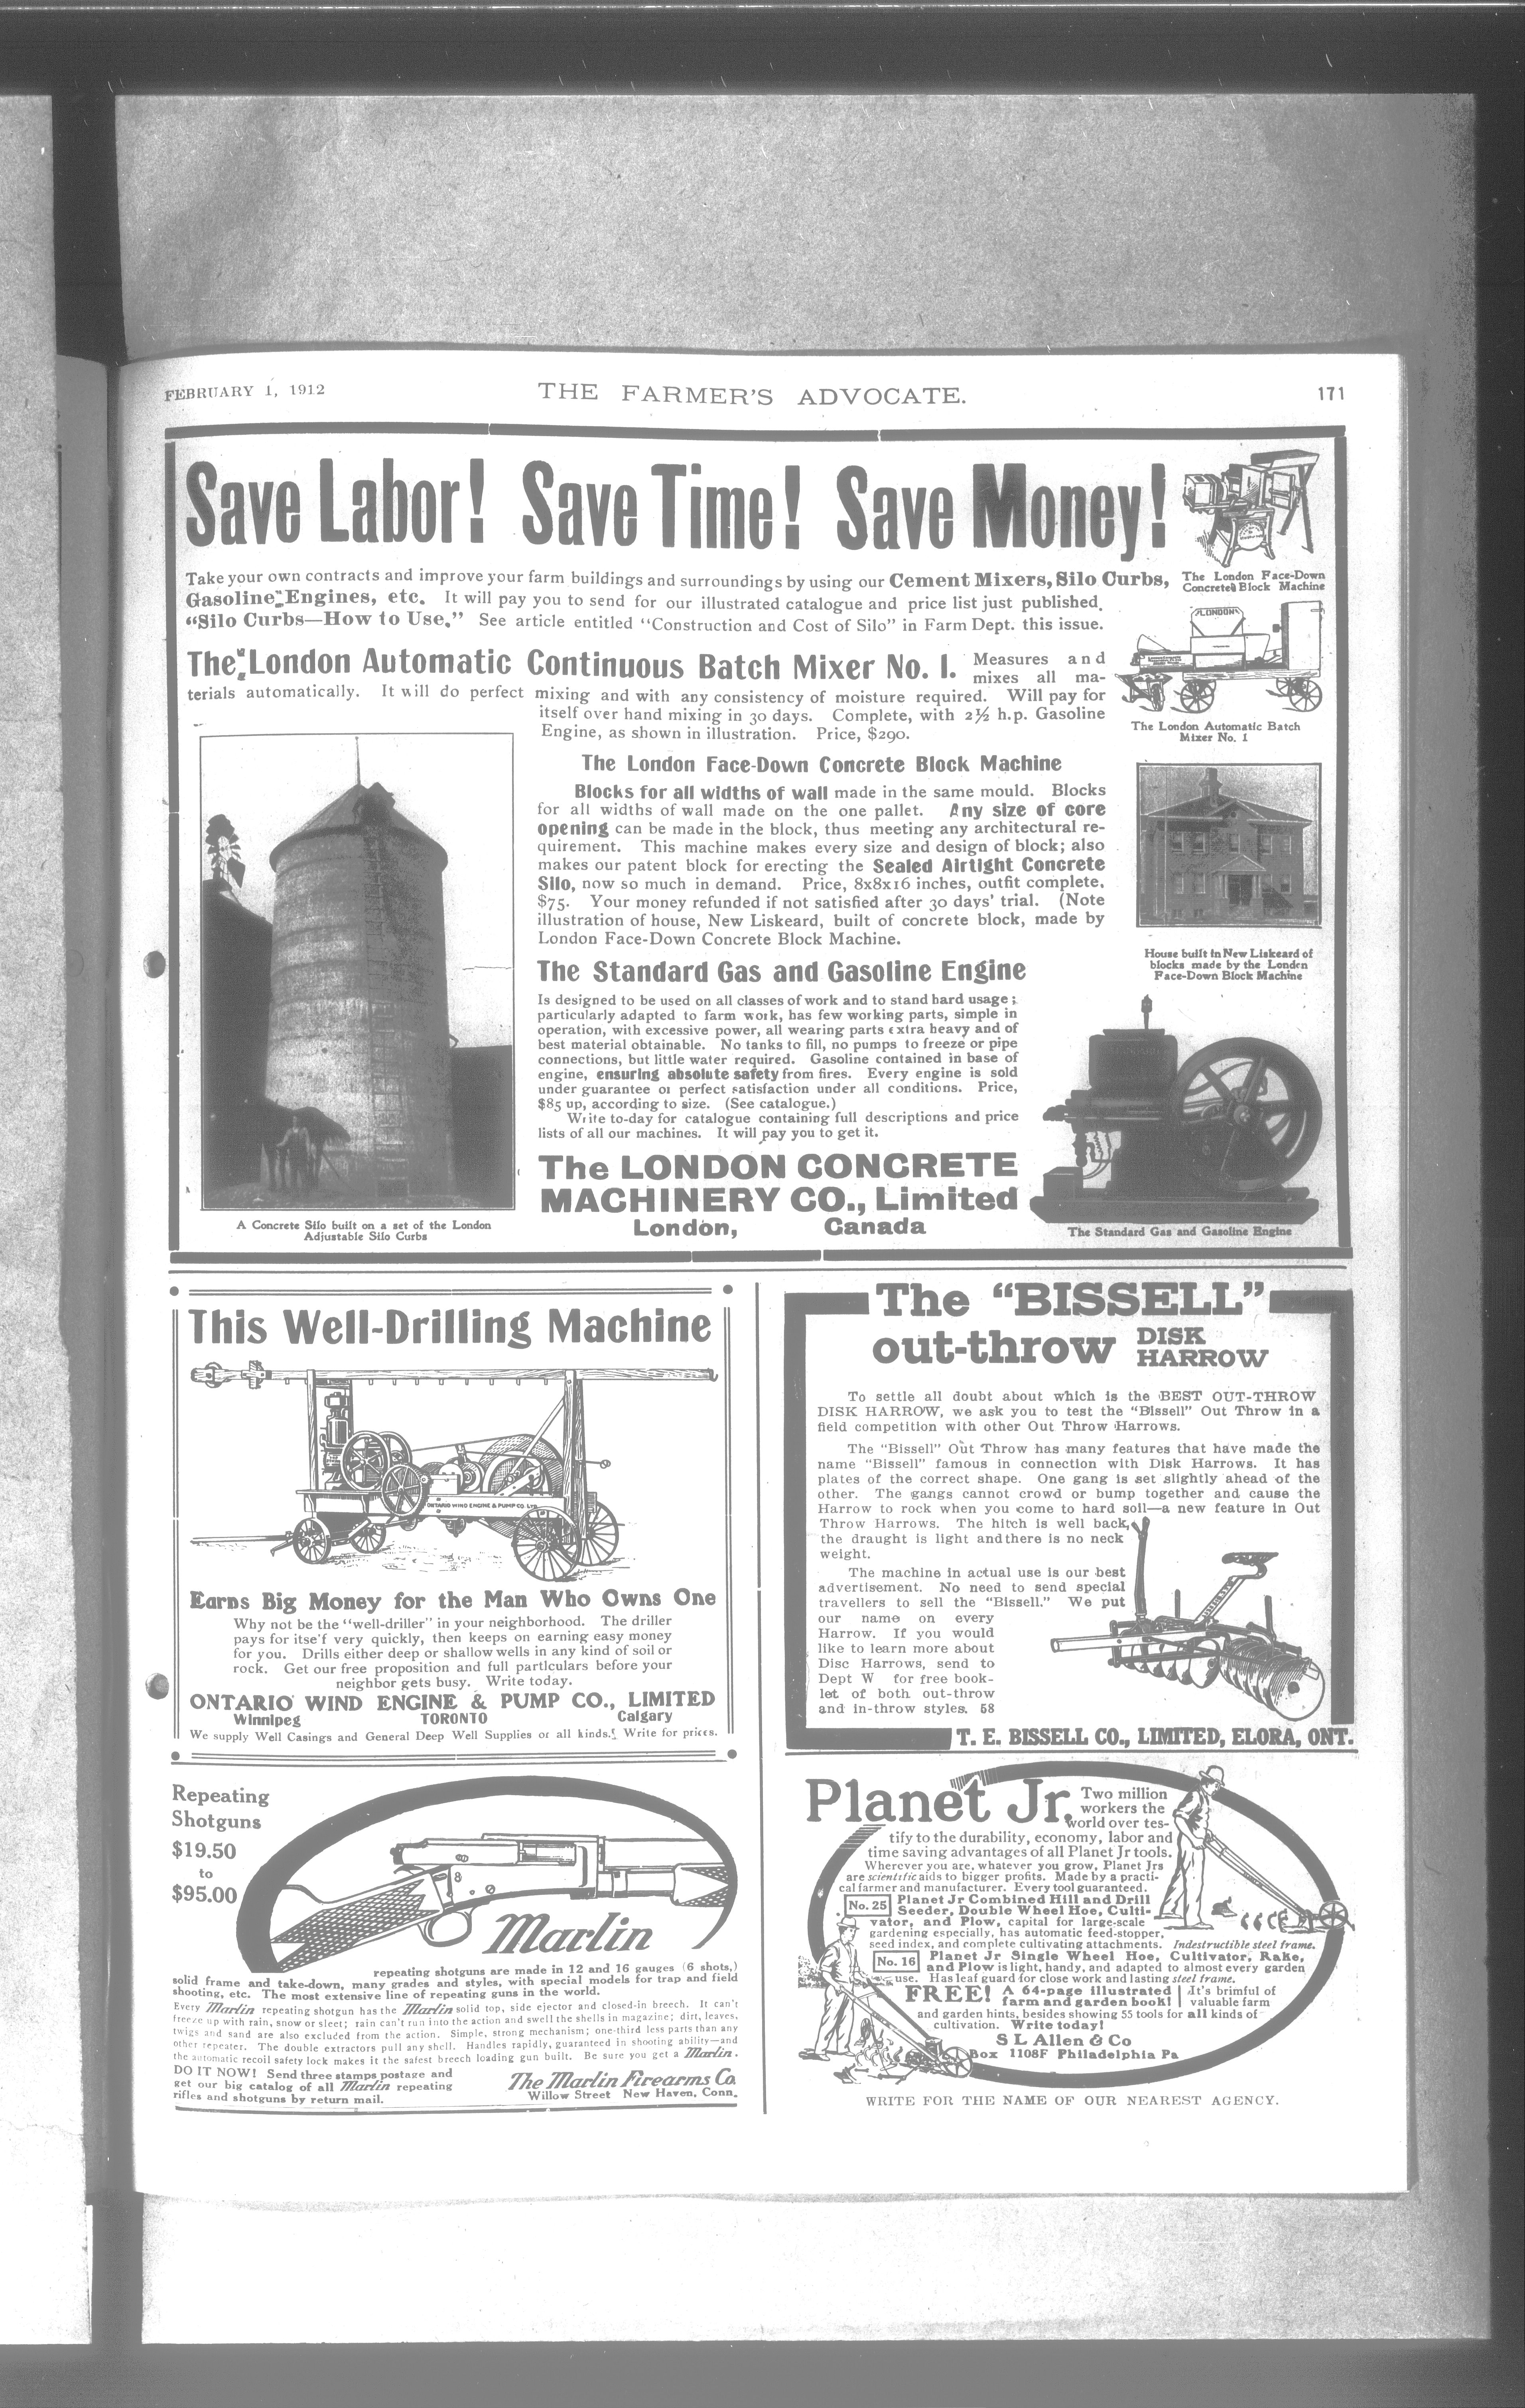 FEBRUARY 1, 1912
THE FARMER'S ADVOCATE.
171
Save Labor! Save Time! Save Money!
Take your own contracts and improve your farm buildings and surroundings by using our Cement Mixers, Silo Curbs,
Gasoline Engines, etc. It will pay you to send for our illustrated catalogue and price list just published.
"Silo Curbs—How to Use." See article entitled "Construction and Cost of Silo" in Farm Dept. this issue.
The London Face-Down
Concrete Block Machine
The London Automatic Continuous Batch Mixer No. 1. Measures and
mixes all ma-
terials automatically. It will do perfect mixing and with any consistency of moisture required. Will pay for
itself over hand mixing in 30 days. Complete, with 2½ h.p. Gasoline
Engine, as shown in illustration. Price, $290.
LONDON
The London Automatic Batch
Mixer No. 1
The London Face-Down Concrete Block Machine
Blocks for all widths of wall made in the same mould. Blocks
for all widths of wall made on the one pallet. Any size of core
opening can be made in the block, thus meeting any architectural re-
quirement. This machine makes every size and design of block; also
makes our patent block for erecting the Sealed Airtight Concrete
Silo, now so much in demand. Price, 8x8x16 inches, outfit complete,
$75. Your money refunded if not satisfied after 30 days' trial. (Note
illustration of house, New Liskeard, built of concrete block, made by
London Face-Down Concrete Block Machine.
House built in New Liskeard of
blocks made by the London
Face-Down Block Machine
The Standard Gas and Gasoline Engine
Is designed to be used on all classes of work and to stand hard usage;
particularly adapted to farm work, has few working parts, simple in
operation, with excessive power, all wearing parts extra heavy and of
best material obtainable. No tanks to fill, no pumps to freeze or pipe
connections, but little water required. Gasoline contained in base of
engine, ensuring absolute safety from fires. Every engine is sold
under guarantee of perfect satisfaction under all conditions. Price,
$85 up, according to size. (See catalogue.)
Write to-day for catalogue containing full descriptions and price
lists of all our machines. It will pay you to get it.
The LONDON CONCRETE
MACHINERY CO., Limited
London, Canada
A Concrete Silo built on a set of the London
Adjustable Silo Curbs
The Standard Gas and Gasoline Engine
This Well-Drilling Machine
ONTARIO WIND ENGINE & PUMP CO. LTD
Earns Big Money for the Man Who Owns One
Why not be the "well-driller" in your neighborhood. The driller
pays for itse'f very quickly, then keeps on earning easy money
for you. Drills either deep or shallow wells in any kind of soil or
rock. Get our free proposition and full particulars before your
neighbor gets busy. Write today.
ONTARIO WIND ENGINE & PUMP CO., LIMITED
Winnipeg TORONTO Calgary
We supply Well Casings and General Deep Well Supplies of all kinds. Write for prices.
The "BISSELL"
out-throw DISK
HARROW
To settle all doubt about which is the BEST OUT-THROW
DISK HARROW, we ask you to test the "Bissell" Out Throw in a
field competition with other Out Throw Harrows.
The "Bissell" Out Throw has many features that have made the
name "Bissell" famous in connection with Disk Harrows. It has
plates of the correct shape. One gang is set slightly ahead of the
other. The gangs cannot crowd or bump together and cause the
Harrow to rock when you come to hard soil—a new feature in Out
Throw Harrows. The hitch is well back,
the draught is light and there is no neck
weight.
The machine in actual use is our best
advertisement. No need to send special
travellers to sell the "Bissell." We put
our name on every
Harrow. If you would
like to learn more about
Disc Harrows, send to
Dept W for free book-
let of both out-throw
and in-throw styles. 58
T. E. BISSELL CO., LIMITED, ELORA, ONT.
Repeating
Shotguns
$19.50
to
$95.00
Marlin
repeating shotguns are made in 12 and 16 gauges (6 shots,)
solid frame and take-down, many grades and styles, with special models for trap and field
shooting, etc. The most extensive line of repeating guns in the world.
Every Marlin repeating shotgun has the Marlin solid top, side ejector and closed-in breech. It can't
freeze up with rain, snow or sleet; rain can't run into the action and swell the shells in magazine; dirt, leaves,
twigs and sand are also excluded from the action. Simple, strong mechanism; one-third less parts than any
other repeater. The double extractors pull any shell. Handles rapidly, guaranteed in shooting ability—and
the automatic recoil safety lock makes it the safest breech loading gun built. Be sure you get a Marlin.
DO IT NOW! Send three stamps postage and
get our big catalog of all Marlin repeating
rifles and shotguns by return mail.
The Marlin Firearms Co.
Willow Street New Haven, Conn.
Planet Jr.
Two million
workers the
world over tes-
tify to the durability, economy, labor and
time saving advantages of all Planet Jr tools.
Wherever you are, whatever you grow, Planet Jrs
are scientific aids to bigger profits. Made by a practi-
cal farmer and manufacturer. Every tool guaranteed.
No. 25 Planet Jr Combined Hill and Drill
Seeder, Double Wheel Hoe, Culti-
vator, and Plow, capital for large-scale
gardening especially, has automatic feed-stopper,
seed index, and complete cultivating attachments. Indestructible steel frame.
No. 16 Planet Jr Single Wheel Hoe, Cultivator, Rake,
and Plow is light, handy, and adapted to almost every garden
use. Has leaf guard for close work and lasting steel frame.
FREE! A 64-page illustrated It's brimful of
farm and garden book! valuable farm
and garden hints, besides showing 55 tools for all kinds of
cultivation. Write today!
S L Allen & Co
Box 1108F Philadelphia Pa
WRITE FOR THE NAME OF OUR NEAREST AGENCY.